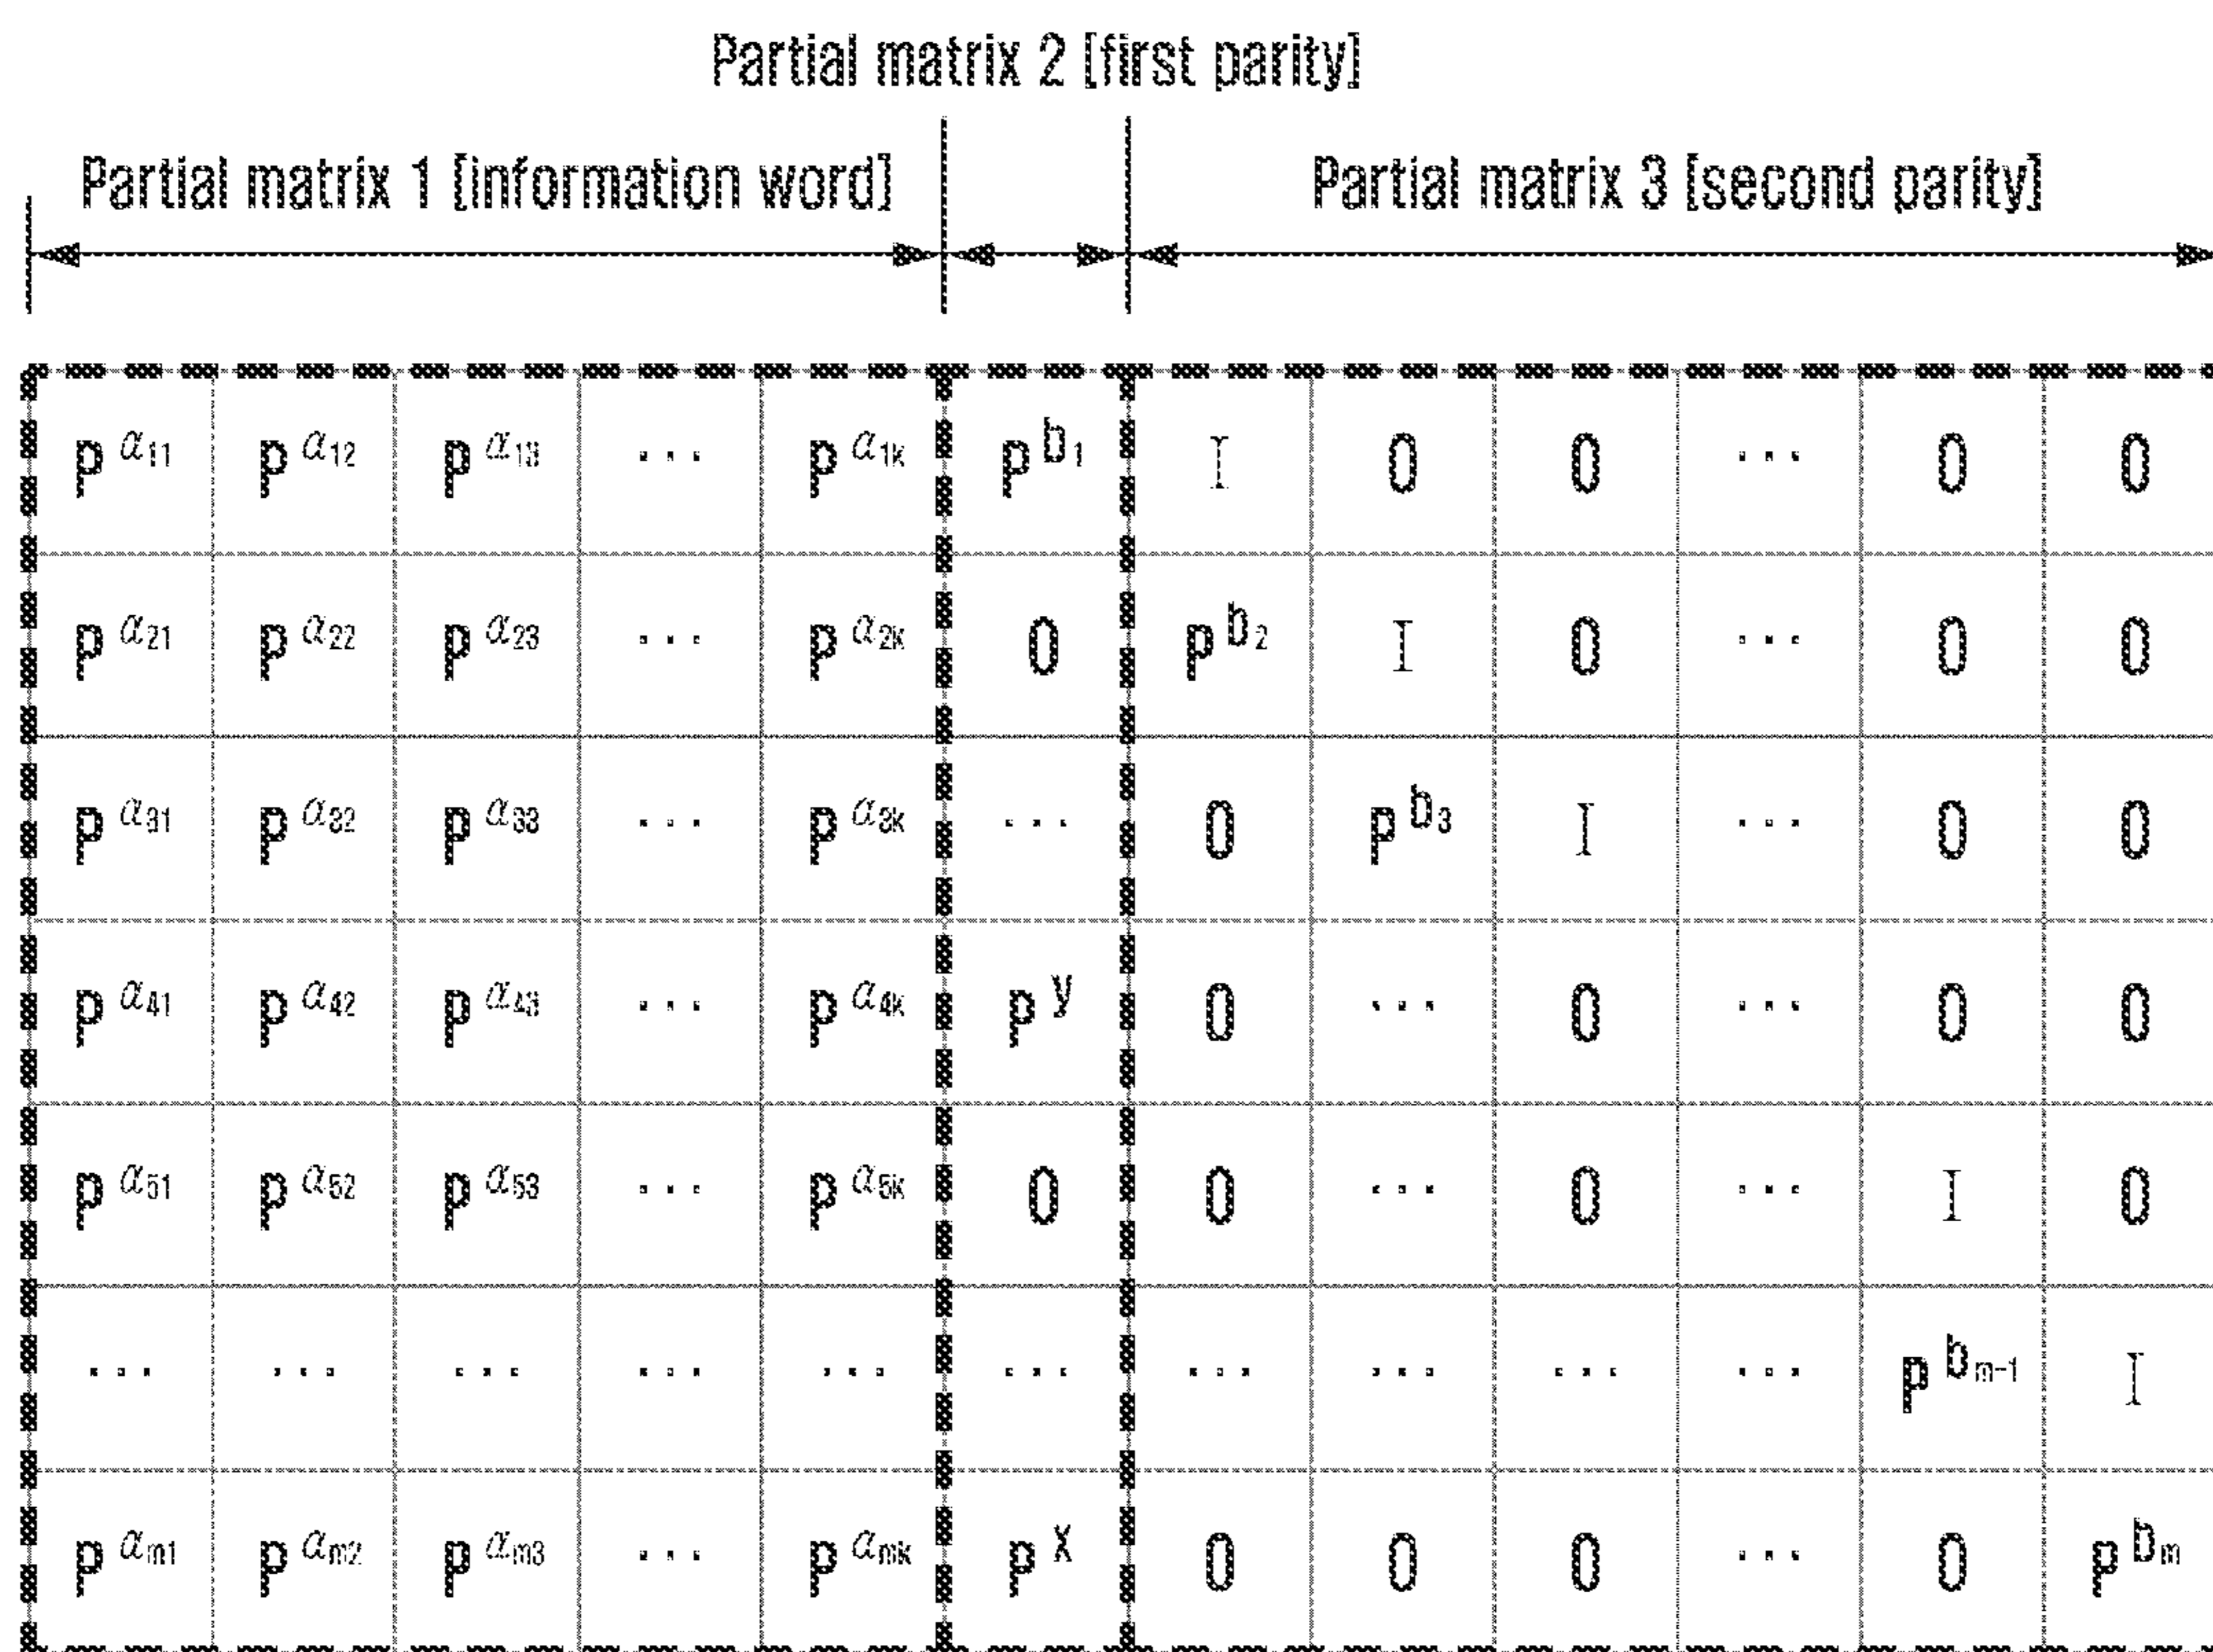 Partial matrix 2 [first parity]
Partial matrix 1 [information word] Partial matrix 3 [second parity]
P^α11 P^α12 P^α13 ... P^α1k P^b1 I 0 0 ... 0 0
P^α21 P^α22 P^α23 ... P^α2k 0 P^b2 I 0 ... 0 0
P^α31 P^α32 P^α33 ... P^α3k ... 0 P^b3 I ... 0 0
P^α41 P^α42 P^α43 ... P^α4k P^y 0 ... 0 ... 0 0
P^α51 P^α52 P^α53 ... P^α5k 0 0 ... 0 ... I 0
... ... ... ... ... ... ... ... ... ... P^bm-1 I
P^αm1 P^αm2 P^αm3 ... P^αmk P^x 0 0 0 ... 0 P^bm